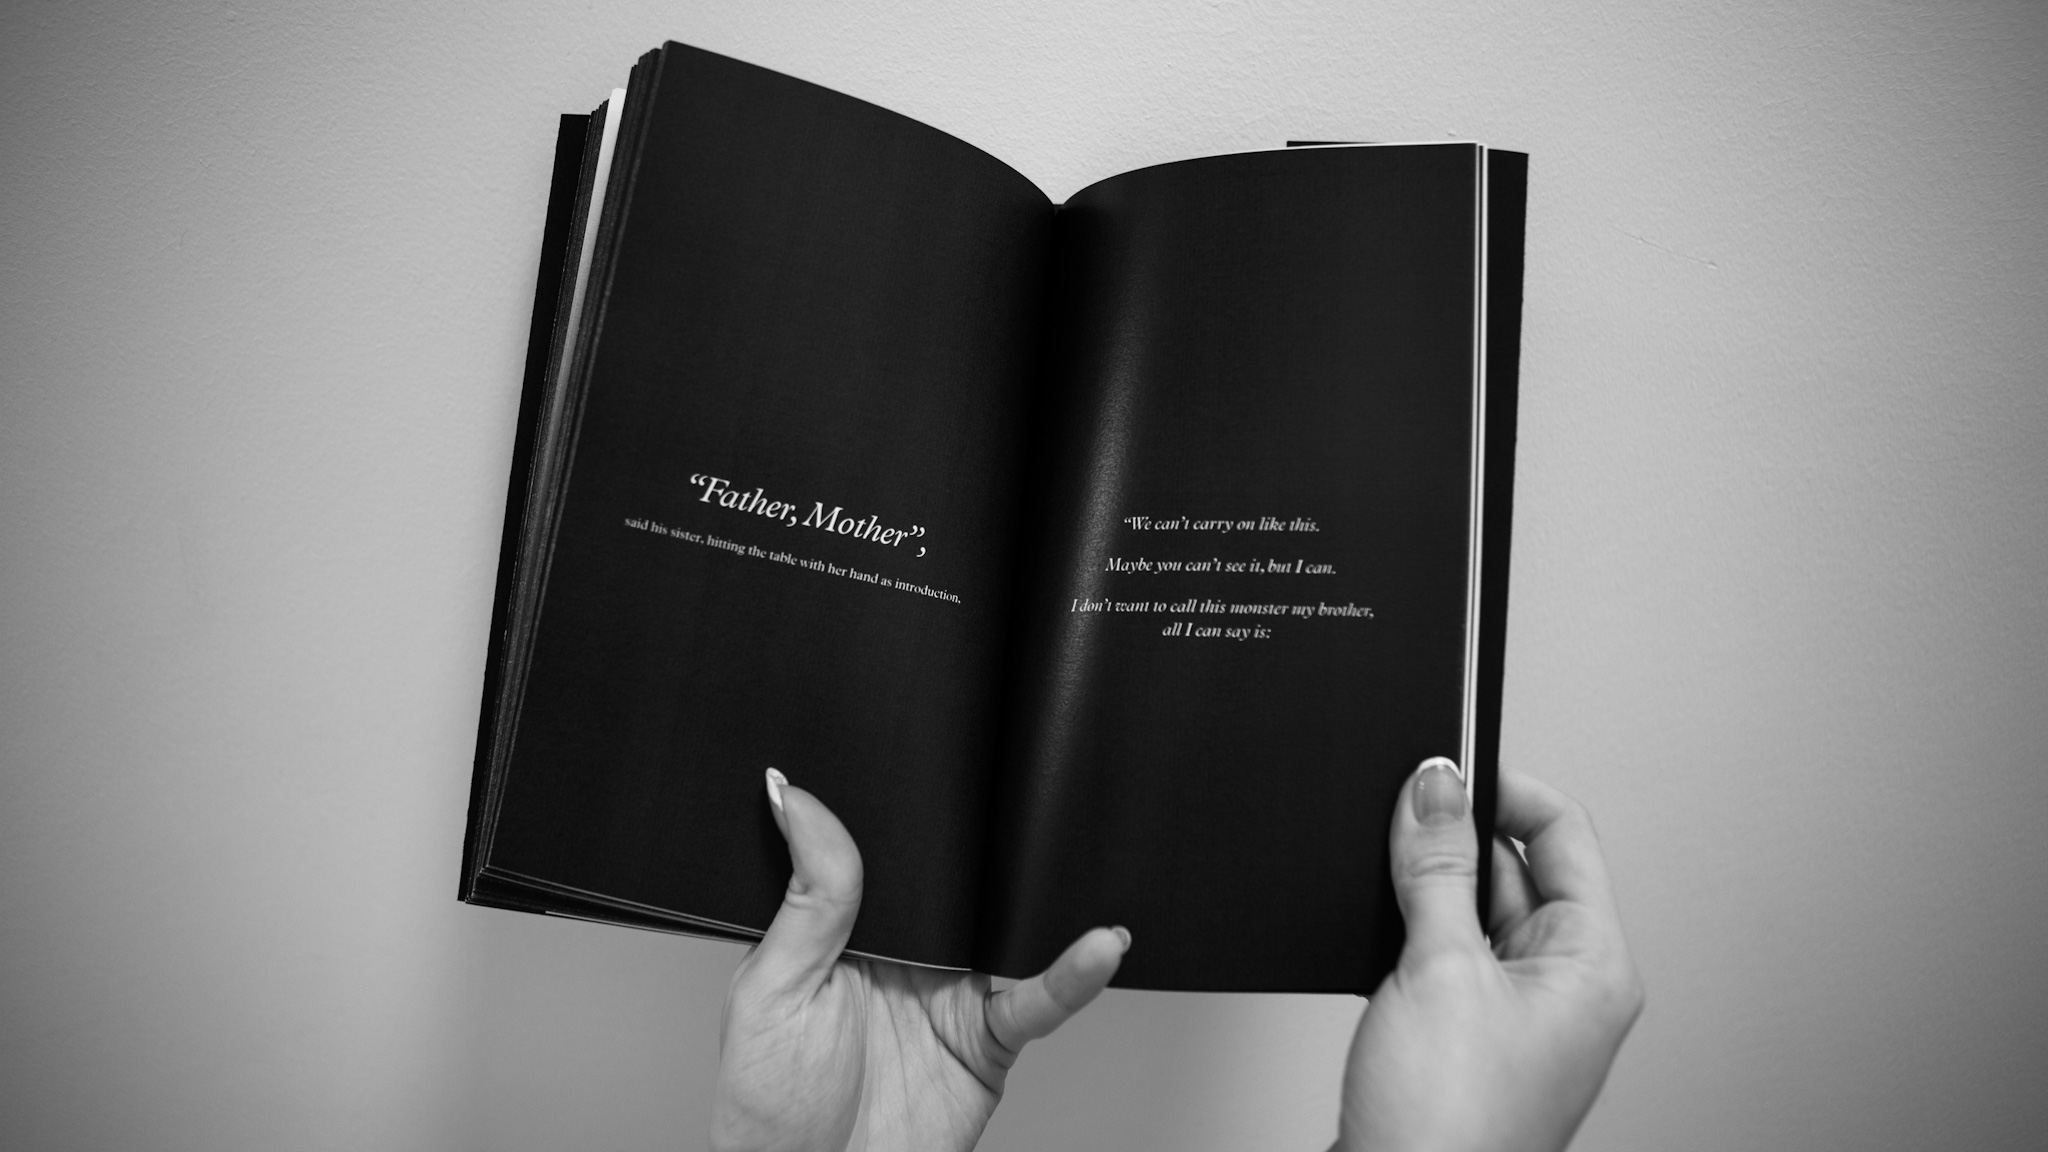 “Father, Mother”,
said his sister, hitting the table with her hand as introduction,
“We can’t carry on like this.
Maybe you can’t see it, but I can.
I don’t want to call this monster my brother,
all I can say is: